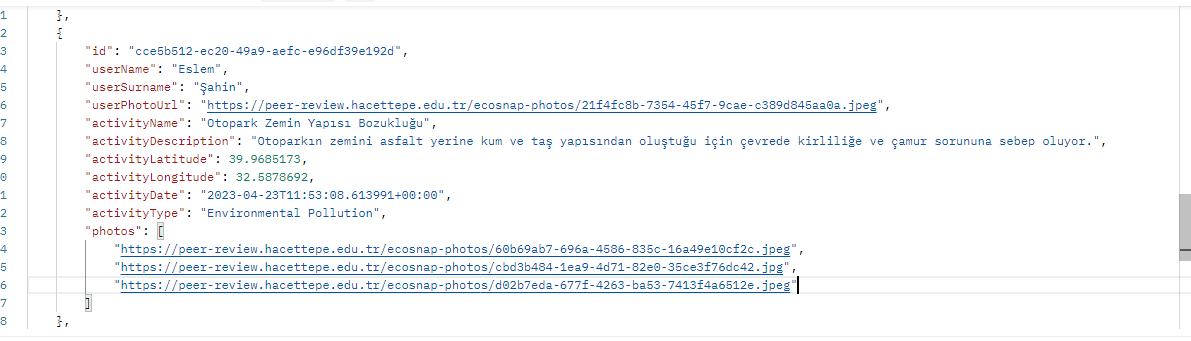 1 },
2 {
3 "id": "cce5b512-ec20-49a9-aefc-e96df39e192d",
4 "userName": "Eslem",
5 "userSurname": "Şahin",
6 "userPhotoUrl": "https://peer-review.hacettepe.edu.tr/ecosnap-photos/21f4fc8b-7354-45f7-9cae-c389d845aa0a.jpeg",
7 "activityName": "Otopark Zemin Yapısı Bozukluğu",
8 "activityDescription": "Otoparkın zemini asfalt yerine kum ve taş yapısından oluştuğu için çevrede kirliliğe ve çamur sorununa sebep oluyor.",
9 "activityLatitude": 39.9685173,
0 "activityLongitude": 32.5878692,
1 "activityDate": "2023-04-23T11:53:08.613991+00:00",
2 "activityType": "Environmental Pollution",
3 "photos": [
4 "https://peer-review.hacettepe.edu.tr/ecosnap-photos/60b69ab7-696a-4586-835c-16a49e10cf2c.jpeg",
5 "https://peer-review.hacettepe.edu.tr/ecosnap-photos/cbd3b484-1ea9-4d71-82e0-35ce3f76dc42.jpg",
6 "https://peer-review.hacettepe.edu.tr/ecosnap-photos/d02b7eda-677f-4263-ba53-7413f4a6512e.jpeg"
7 ]
8 },